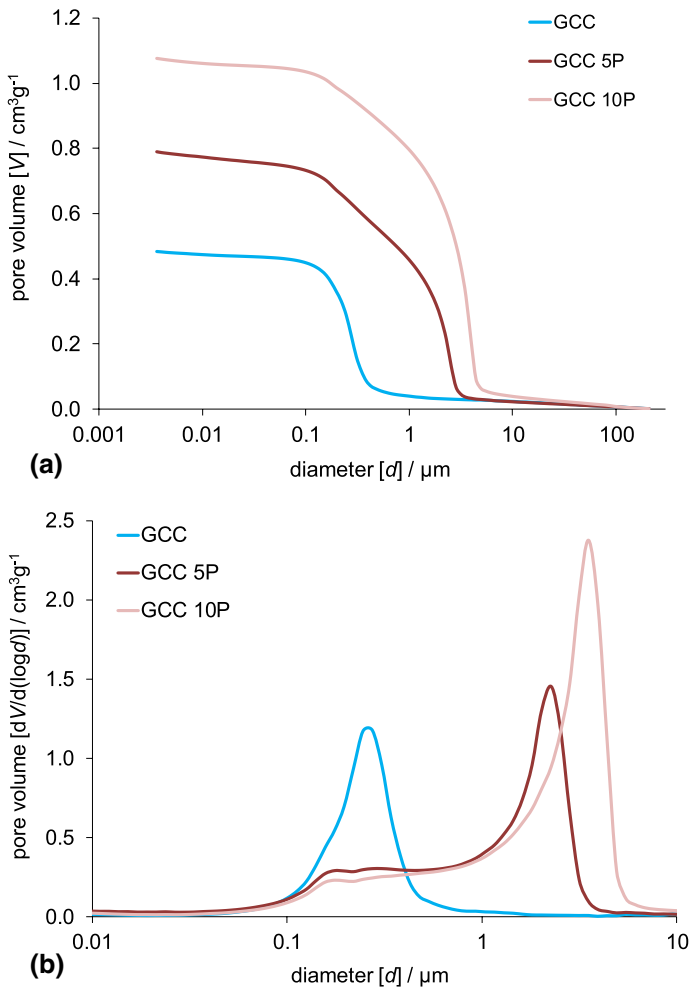 1.2
1.0
0.8
0.6
0.4
0.2
0.0
pore volume [V] / cm³g⁻¹
GCC
GCC 5P
GCC 10P
0.001 0.01 0.1 1 10 100
diameter [d] / µm
(a)
2.5
2.0
1.5
1.0
0.5
0.0
pore volume [dV/d(logd)] / cm³g⁻¹
GCC
GCC 5P
GCC 10P
0.01 0.1 1 10
diameter [d] / µm
(b)